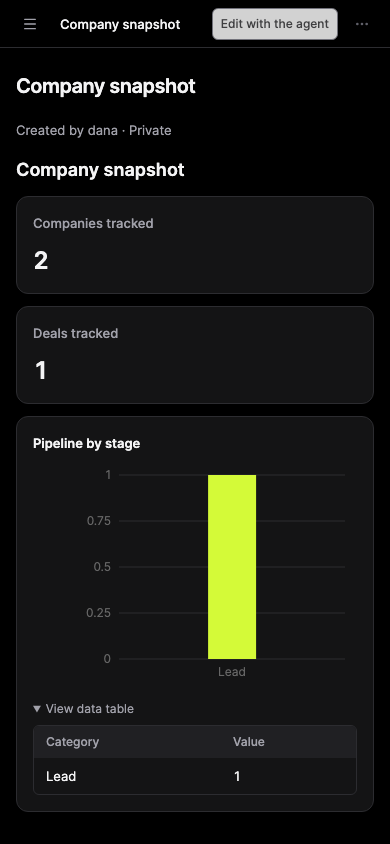 Company snapshot
Edit with the agent
Company snapshot
Created by dana · Private
Company snapshot
Companies tracked
2
Deals tracked
1
Pipeline by stage
1
0.75
0.5
0.25
0
Lead
▼ View data table
Category Value
Lead 1